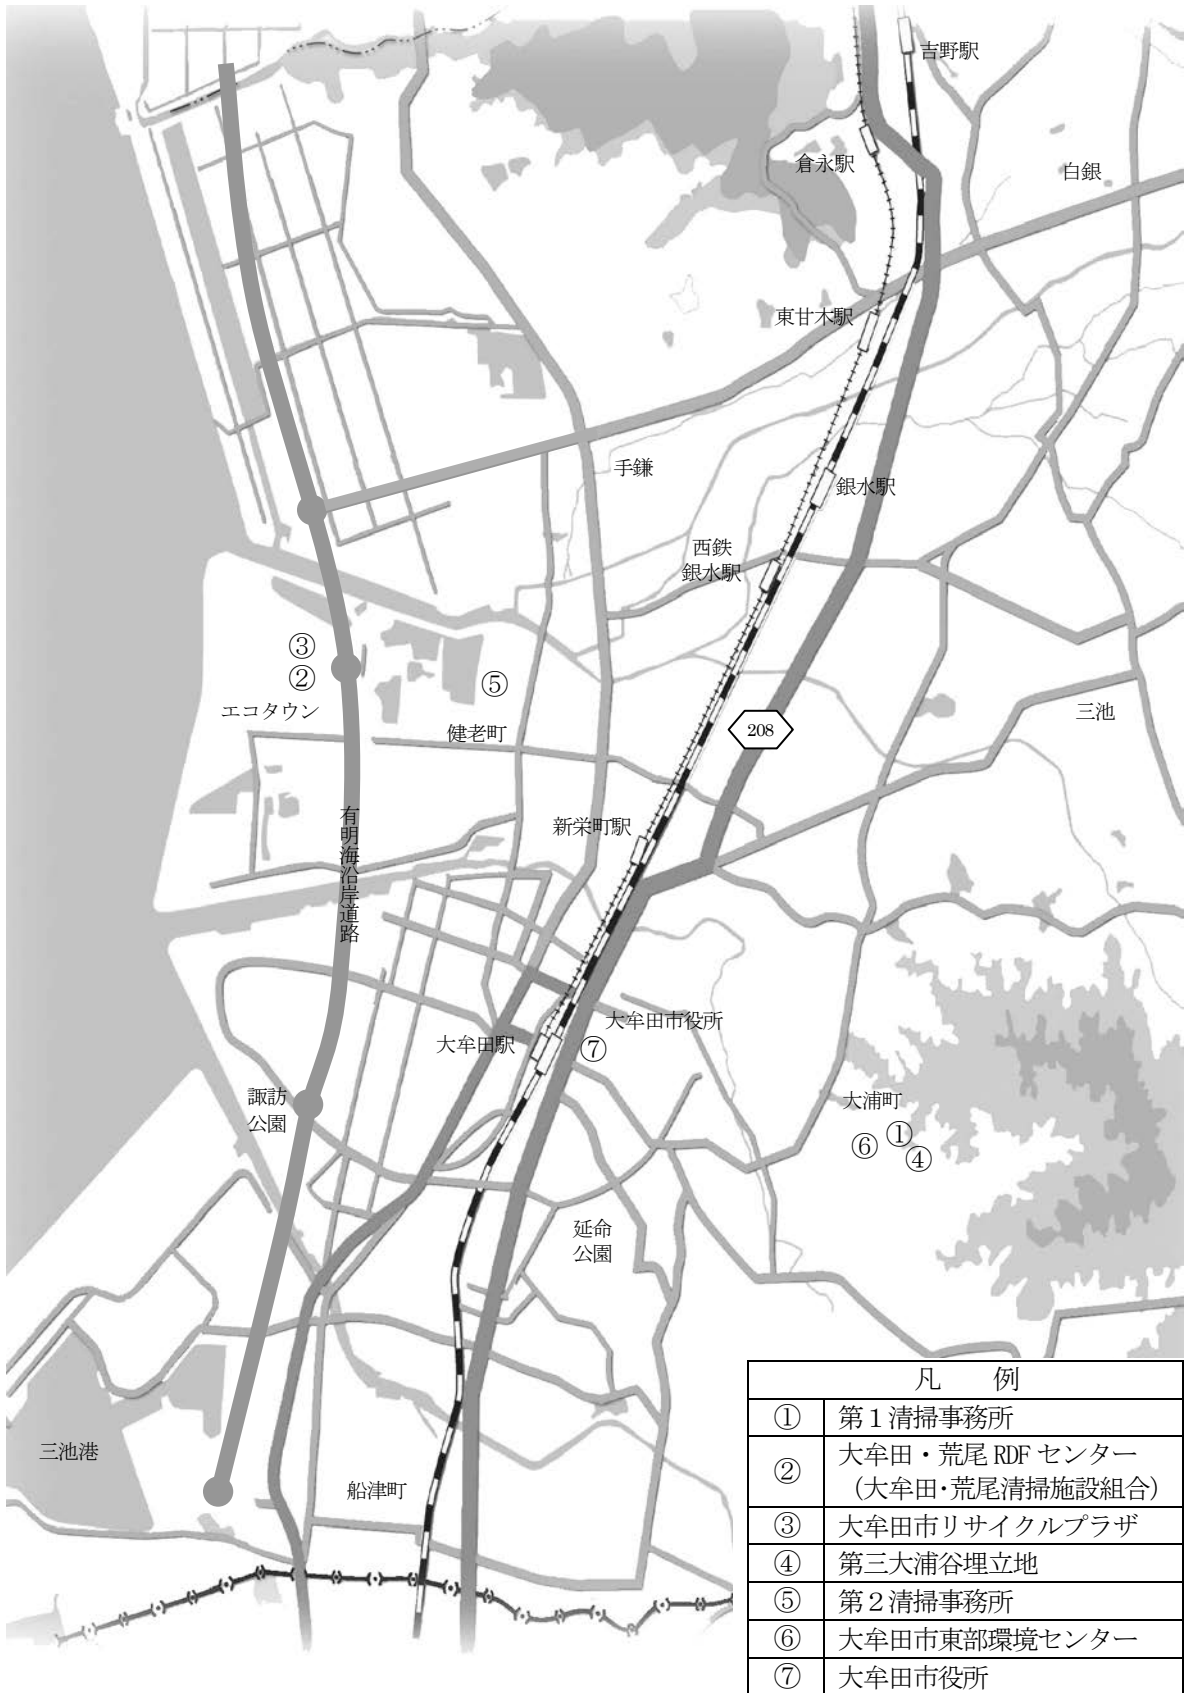 吉野駅
倉永駅
白銀
東甘木駅
手鎌
銀水駅
西鉄
銀水駅
③
②
⑤
エコタウン
健老町
三池
208
有明海沿岸道路
新栄町駅
大牟田市役所
大牟田駅
⑦
諏訪
公園
大浦町
①
⑥
④
延命
公園
三池港
船津町
凡 例
① 第1清掃事務所
② 大牟田・荒尾 RDF センター
(大牟田・荒尾清掃施設組合)
③ 大牟田市リサイクルプラザ
④ 第三大浦谷埋立地
⑤ 第2清掃事務所
⑥ 大牟田市東部環境センター
⑦ 大牟田市役所